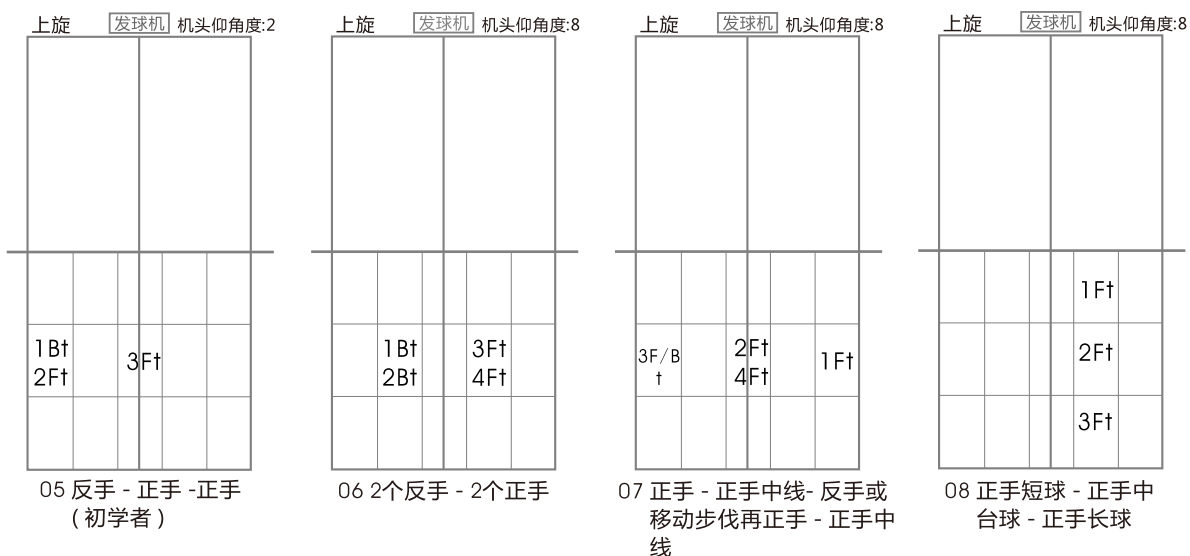 上旋 发球机 机头仰角度:2
1Bt
2Ft
3Ft
05 反手 - 正手 -正手
( 初学者 )
上旋 发球机 机头仰角度:8
1Bt
2Bt
3Ft
4Ft
06 2个反手 - 2个正手
上旋 发球机 机头仰角度:8
3F/B
t
2Ft
4Ft
1Ft
07 正手 - 正手中线- 反手或
移动步伐再正手 - 正手中
线
上旋 发球机 机头仰角度:8
1Ft
2Ft
3Ft
08 正手短球 - 正手中
台球 - 正手长球